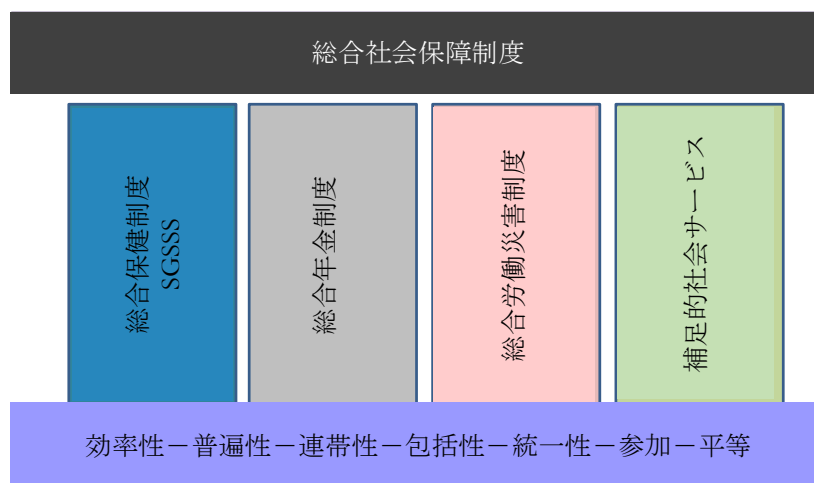 総合社会保障制度
総合保健制度
SGSSS
総合年金制度
総合労働災害制度
補足的社会サービス
効率性－普遍性－連帯性－包括性－統一性－参加－平等